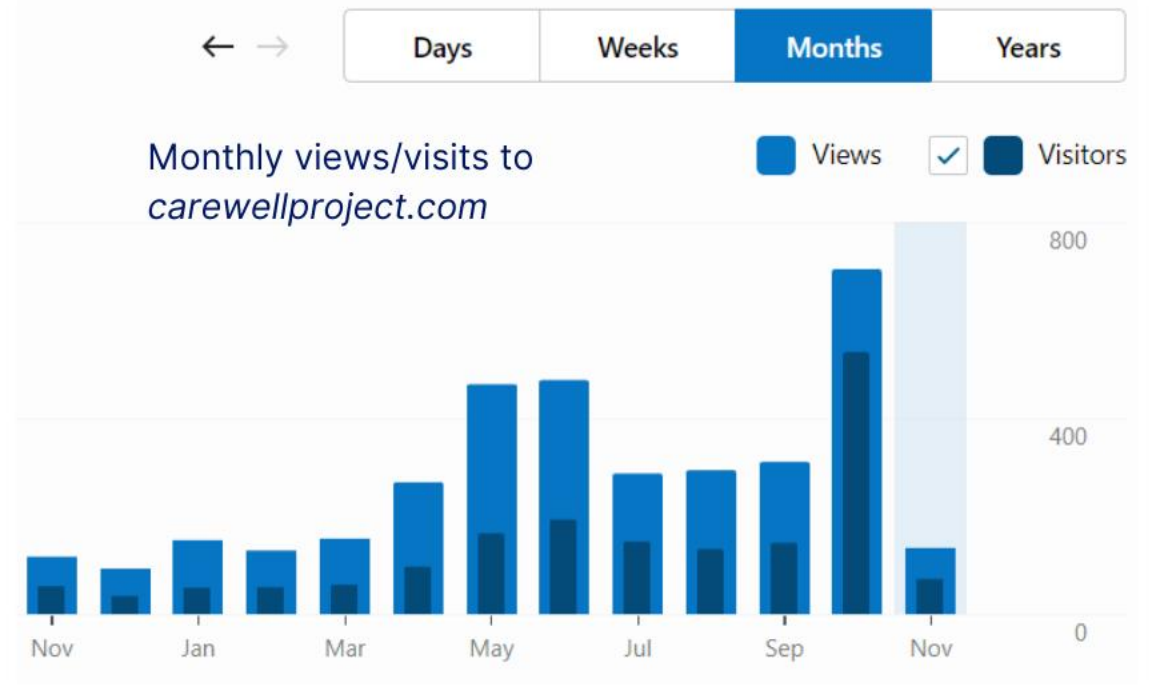 ← →
Days Weeks Months Years
Monthly views/visits to
carewellproject.com
Views ✓ Visitors
800
400
0
Nov Jan Mar May Jul Sep Nov